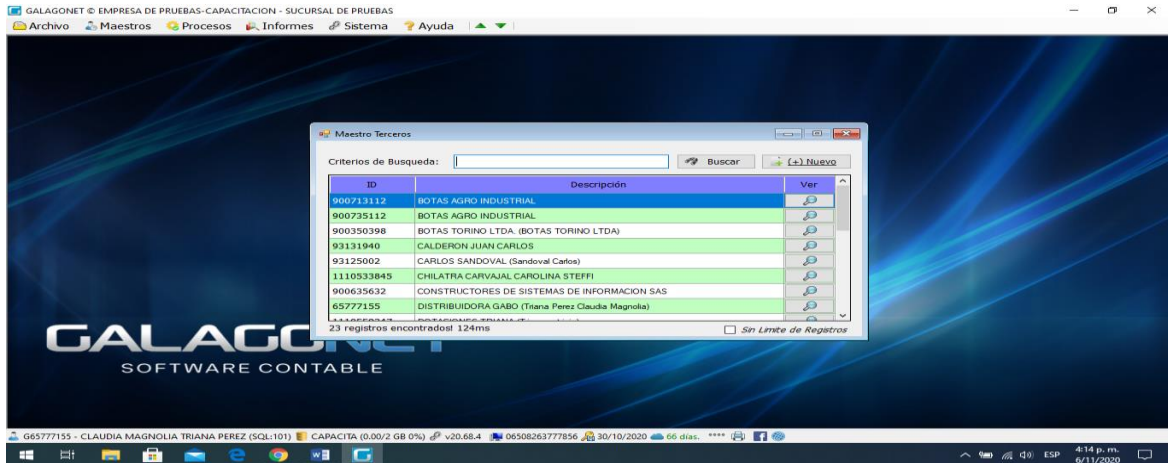 GALAGONET © EMPRESA DE PRUEBAS-CAPACITACION - SUCURSAL DE PRUEBAS
Archivo Maestros Procesos Informes Sistema Ayuda
Maestro Terceros
Criterios de Busqueda: Buscar (+) Nuevo
ID Descripción Ver
900713112 BOTAS AGRO INDUSTRIAL
900735112 BOTAS AGRO INDUSTRIAL
900350398 BOTAS TORINO LTDA. (BOTAS TORINO LTDA)
93131940 CALDERON JUAN CARLOS
93125002 CARLOS SANDOVAL (Sandoval Carlos)
1110533845 CHILATRA CARVAJAL CAROLINA STEFFI
900635632 CONSTRUCTORES DE SISTEMAS DE INFORMACION SAS
65777155 DISTRIBUIDORA GABO (Triana Perez Claudia Magnolia)
23 registros encontrados! 124ms Sin Limite de Registros
GALAGONET
SOFTWARE CONTABLE
G65777155 - CLAUDIA MAGNOLIA TRIANA PEREZ (SQL:101) CAPACITA (0.00/2 GB 0%) v20.68.4 06508263777856 30/10/2020 66 días. ****
ESP 4:14 p. m.
6/11/2020